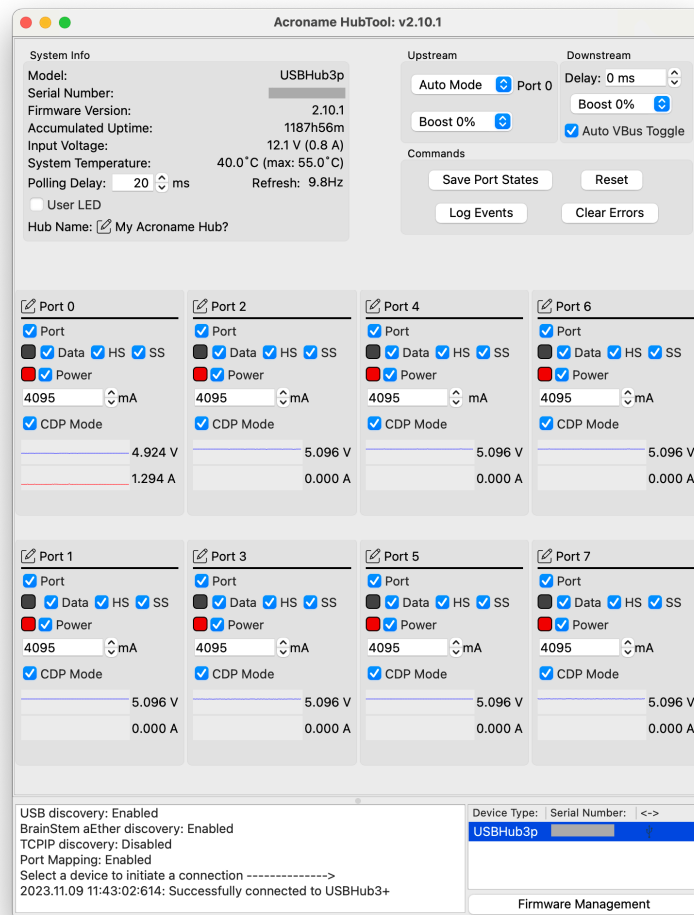 Acroname HubTool: v2.10.1
System Info
Model: USBHub3p
Serial Number:
Firmware Version: 2.10.1
Accumulated Uptime: 1187h56m
Input Voltage: 12.1 V (0.8 A)
System Temperature: 40.0˚C (max: 55.0˚C)
Polling Delay: 20 ms Refresh: 9.8Hz
User LED
Hub Name: My Acroname Hub?
Upstream
Auto Mode Port 0
Boost 0%
Downstream
Delay: 0 ms
Boost 0%
Auto VBus Toggle
Commands
Save Port States Reset
Log Events Clear Errors
Port 0 Port 2 Port 4 Port 6
Port Port Port Port
Data HS SS Data HS SS Data HS SS Data HS SS
Power Power Power Power
4095 mA 4095 mA 4095 mA 4095 mA
CDP Mode CDP Mode CDP Mode CDP Mode
4.924 V 5.096 V 5.096 V 5.096 V
1.294 A 0.000 A 0.000 A 0.000 A
Port 1 Port 3 Port 5 Port 7
Port Port Port Port
Data HS SS Data HS SS Data HS SS Data HS SS
Power Power Power Power
4095 mA 4095 mA 4095 mA 4095 mA
CDP Mode CDP Mode CDP Mode CDP Mode
5.096 V 5.096 V 5.096 V 5.096 V
0.000 A 0.000 A 0.000 A 0.000 A
USB discovery: Enabled
BrainStem aEther discovery: Enabled
TCPIP discovery: Disabled
Port Mapping: Enabled
Select a device to initiate a connection -------------->
2023.11.09 11:43:02:614: Successfully connected to USBHub3+
Device Type: Serial Number: <->
USBHub3p
Firmware Management